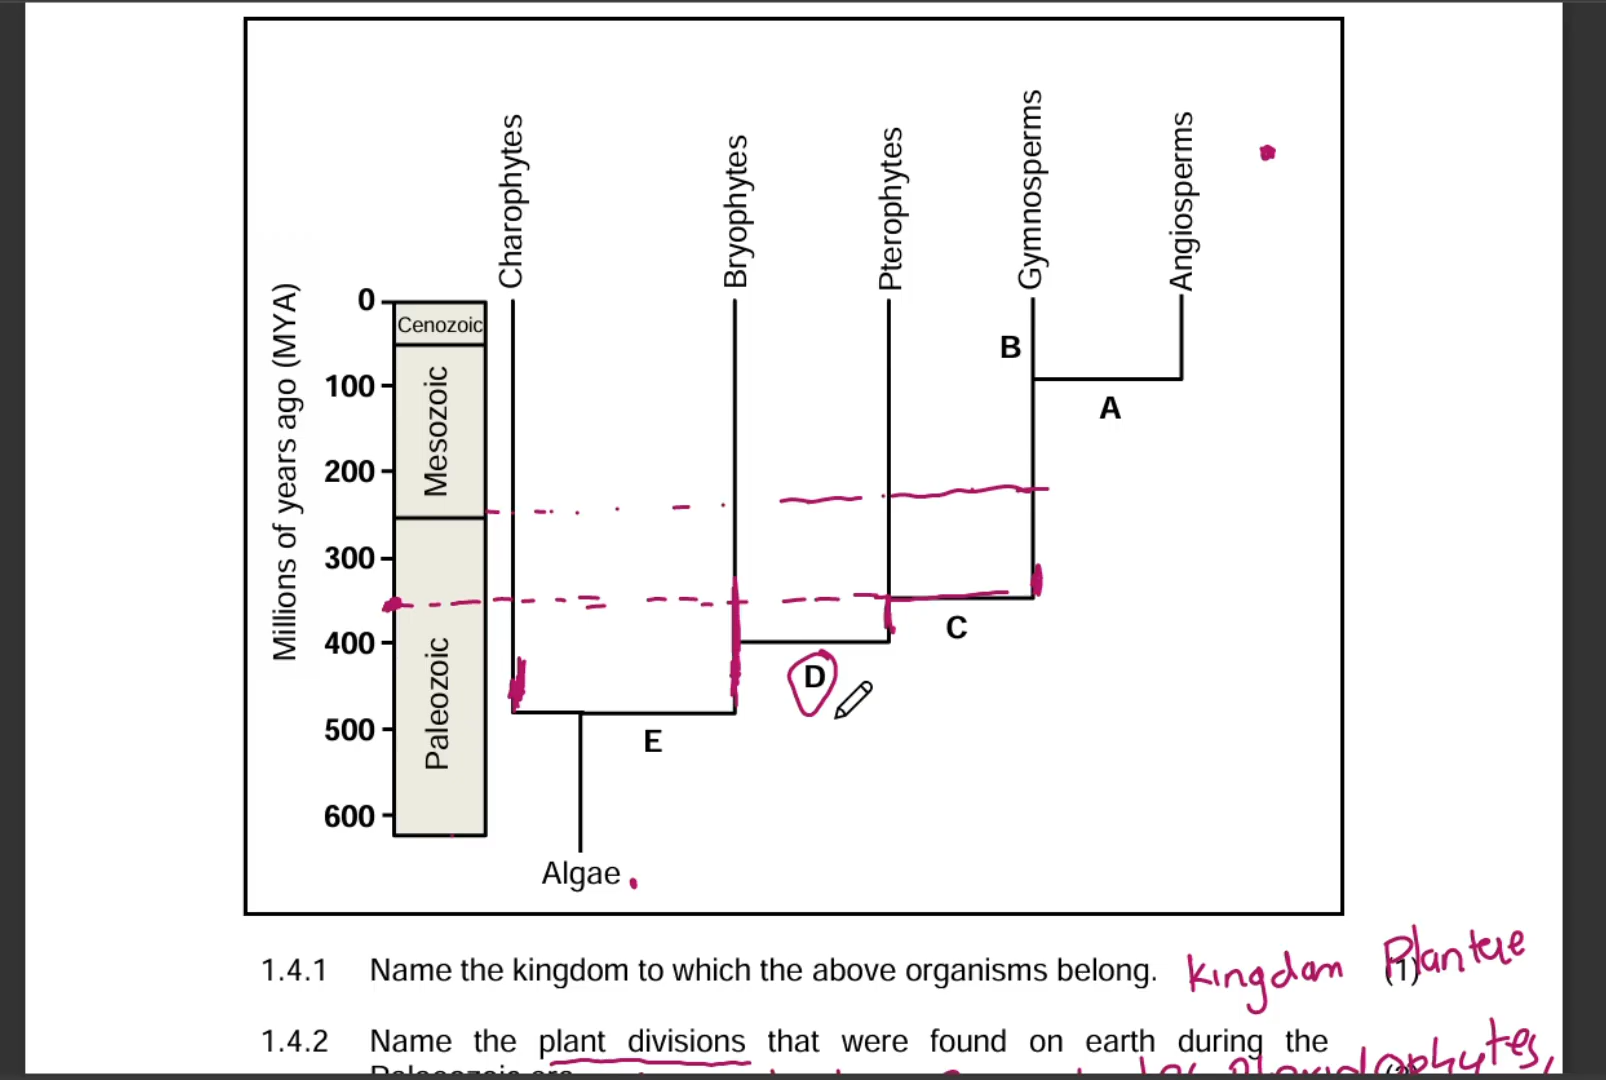 Charophytes
Bryophytes
Pterophytes
Gymnosperms
Angiosperms
Millions of years ago (MYA)
0
Cenozoic
B
100
A
Mesozoic
200
300
C
400
D
Paleozoic
500
E
600
Algae
1.4.1 Name the kingdom to which the above organisms belong. (1)
Kingdom Plantae
1.4.2 Name the plant divisions that were found on earth during the